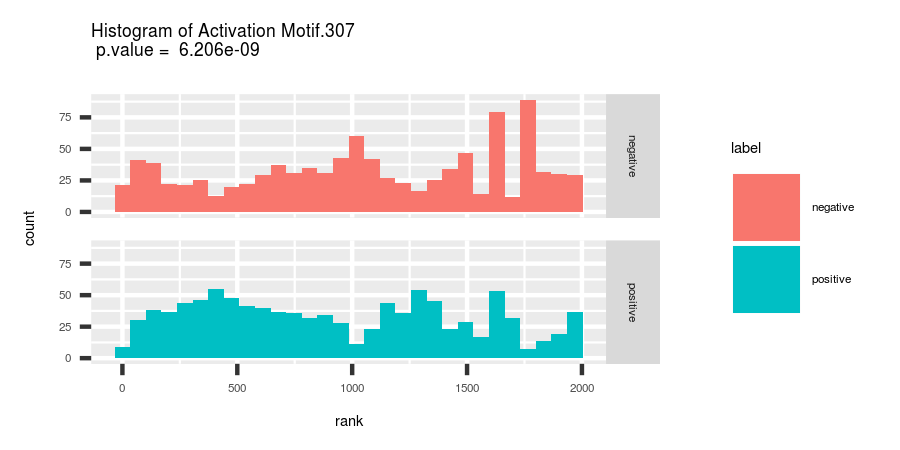 Histogram of Activation Motif.307
p.value = 6.206e-09
count
75
50
25
0
negative
75
50
25
0
positive
0 500 1000 1500 2000
rank
label
negative
positive